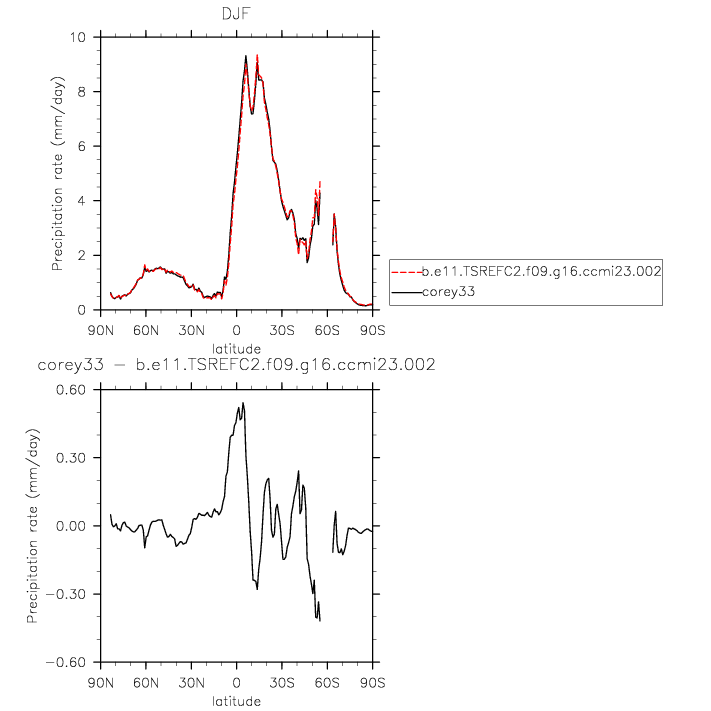 DJF
10
8
6
4
2
0
Precipitation rate (mm/day)
90N 60N 30N 0 30S 60S 90S
latitude
b.e11.TSREFC2.f09.g16.ccmi23.002
corey33
corey33 − b.e11.TSREFC2.f09.g16.ccmi23.002
0.60
0.30
0.00
−0.30
−0.60
Precipitation rate (mm/day)
90N 60N 30N 0 30S 60S 90S
latitude